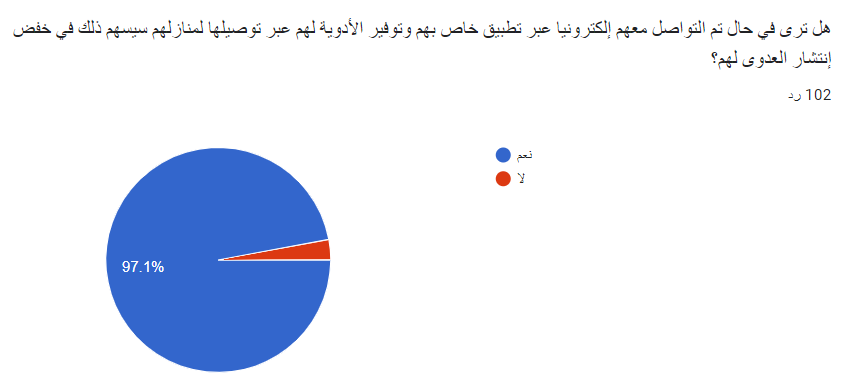 هل ترى في حال تم التواصل معهم إلكترونيا عبر تطبيق خاص بهم وتوفير الأدوية لهم عبر توصيلها لمنازلهم سيسهم ذلك في خفض
إنتشار العدوى لهم؟
102 رد
نعم
لا
97.1%